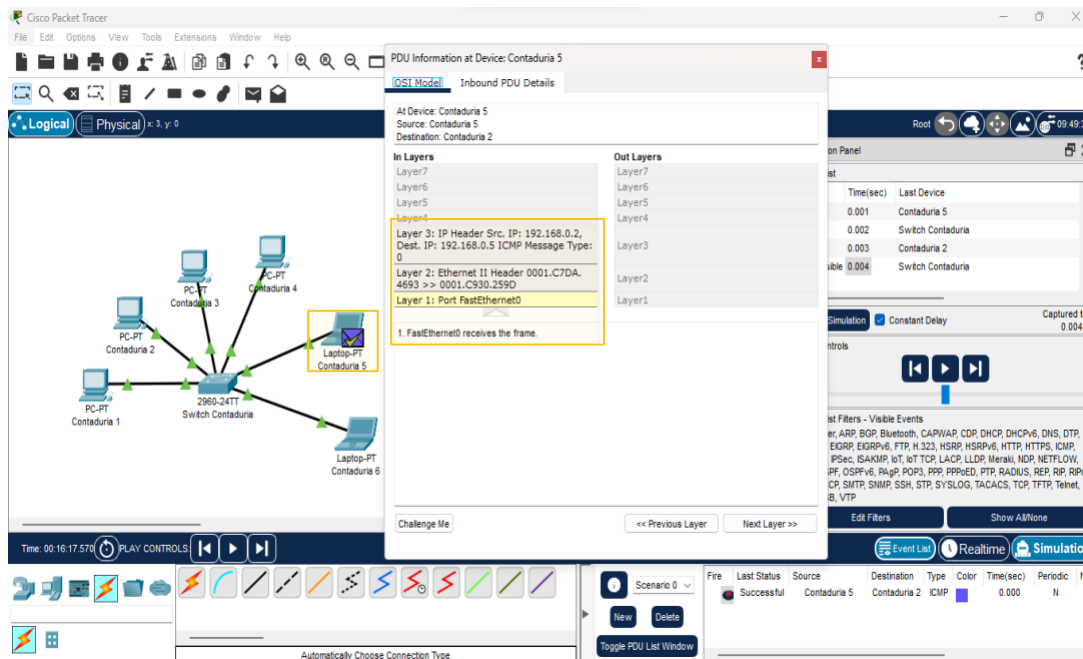 Cisco Packet Tracer
File Edit Options View Tools Extensions Window Help
Logical Physical x: 3, y: 0
Root 09:49:
PDU Information at Device: Contaduria 5
x
OSI Model Inbound PDU Details
At Device: Contaduria 5
Source: Contaduria 5
Destination: Contaduria 2
In Layers Out Layers
Layer7 Layer7
Layer6 Layer6
Layer5 Layer5
Layer4 Layer4
Layer 3: IP Header Src. IP: 192.168.0.2,
Dest. IP: 192.168.0.5 ICMP Message Type:
0
Layer3
Layer 2: Ethernet II Header 0001.C7DA.
4693 >> 0001.C930.259D
Layer2
Layer 1: Port FastEthernet0 Layer1
1. FastEthernet0 receives the frame.
Challenge Me << Previous Layer Next Layer >>
PC-PT
Contaduria 4
PC-PT
Contaduria 3
PC-PT
Contaduria 2
Laptop-PT
Contaduria 5
PC-PT
Contaduria 1
2960-24TT
Switch Contaduria
Laptop-PT
Contaduria 6
on Panel
st
Time(sec) Last Device
0.001 Contaduria 5
0.002 Switch Contaduria
0.003 Contaduria 2
ible 0.004 Switch Contaduria
Simulation Constant Delay Captured t
0.004
ntrols
st Filters - Visible Events
er, ARP, BGP, Bluetooth, CAPWAP, CDP, DHCP, DHCPv6, DNS, DTP,
EIGRP, EIGRPv6, FTP, H.323, HSRP, HSRPv6, HTTP, HTTPS, ICMP,
IPSec, ISAKMP, IoT, IoT TCP, LACP, LLDP, Meraki, NDP, NETFLOW,
PF, OSPFv6, PAgP, POP3, PPP, PPPoED, PTP, RADIUS, REP, RIP, RIPn
CP, SMTP, SNMP, SSH, STP, SYSLOG, TACACS, TCP, TFTP, Telnet,
B, VTP
Edit Filters Show All/None
Event List Realtime Simulatio
Time: 00:16:17.570 PLAY CONTROLS:
Automatically Choose Connection Type
Scenario 0
New Delete
Toggle PDU List Window
Fire Last Status Source Destination Type Color Time(sec) Periodic
Successful Contaduria 5 Contaduria 2 ICMP 0.000 N